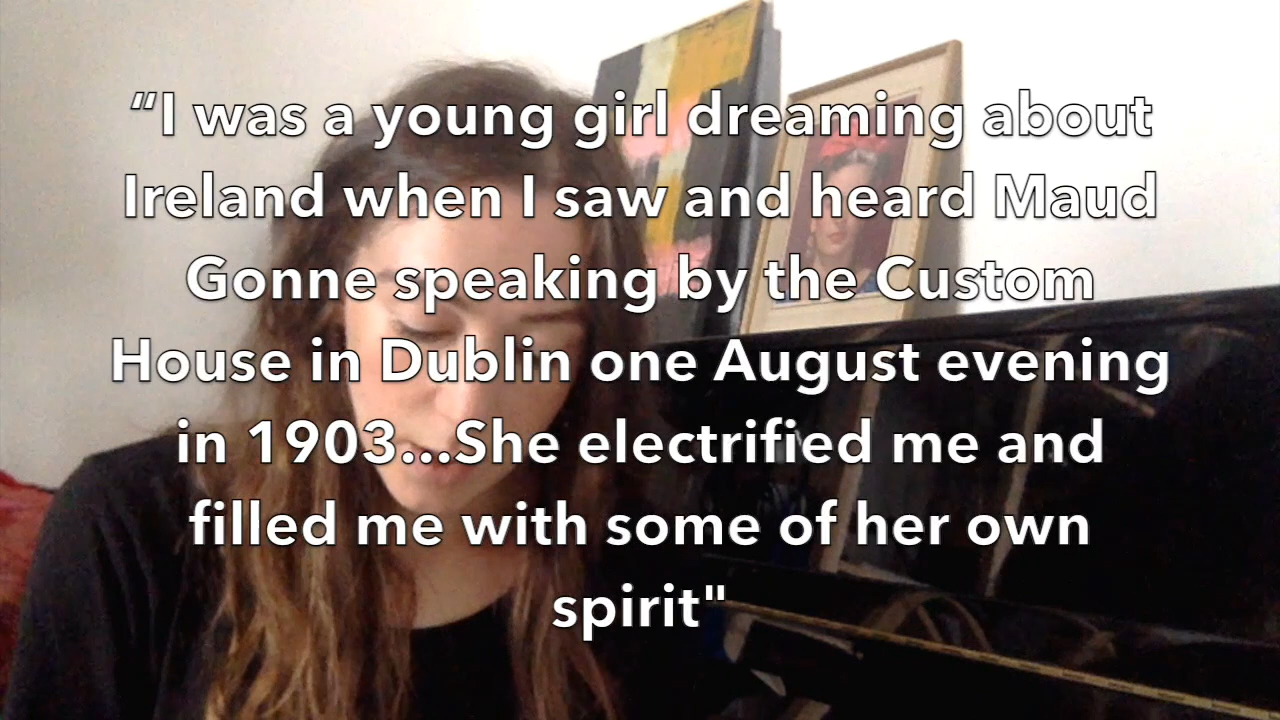 “I was a young girl dreaming about
Ireland when I saw and heard Maud
Gonne speaking by the Custom
House in Dublin one August evening
in 1903...She electrified me and
filled me with some of her own
spirit"